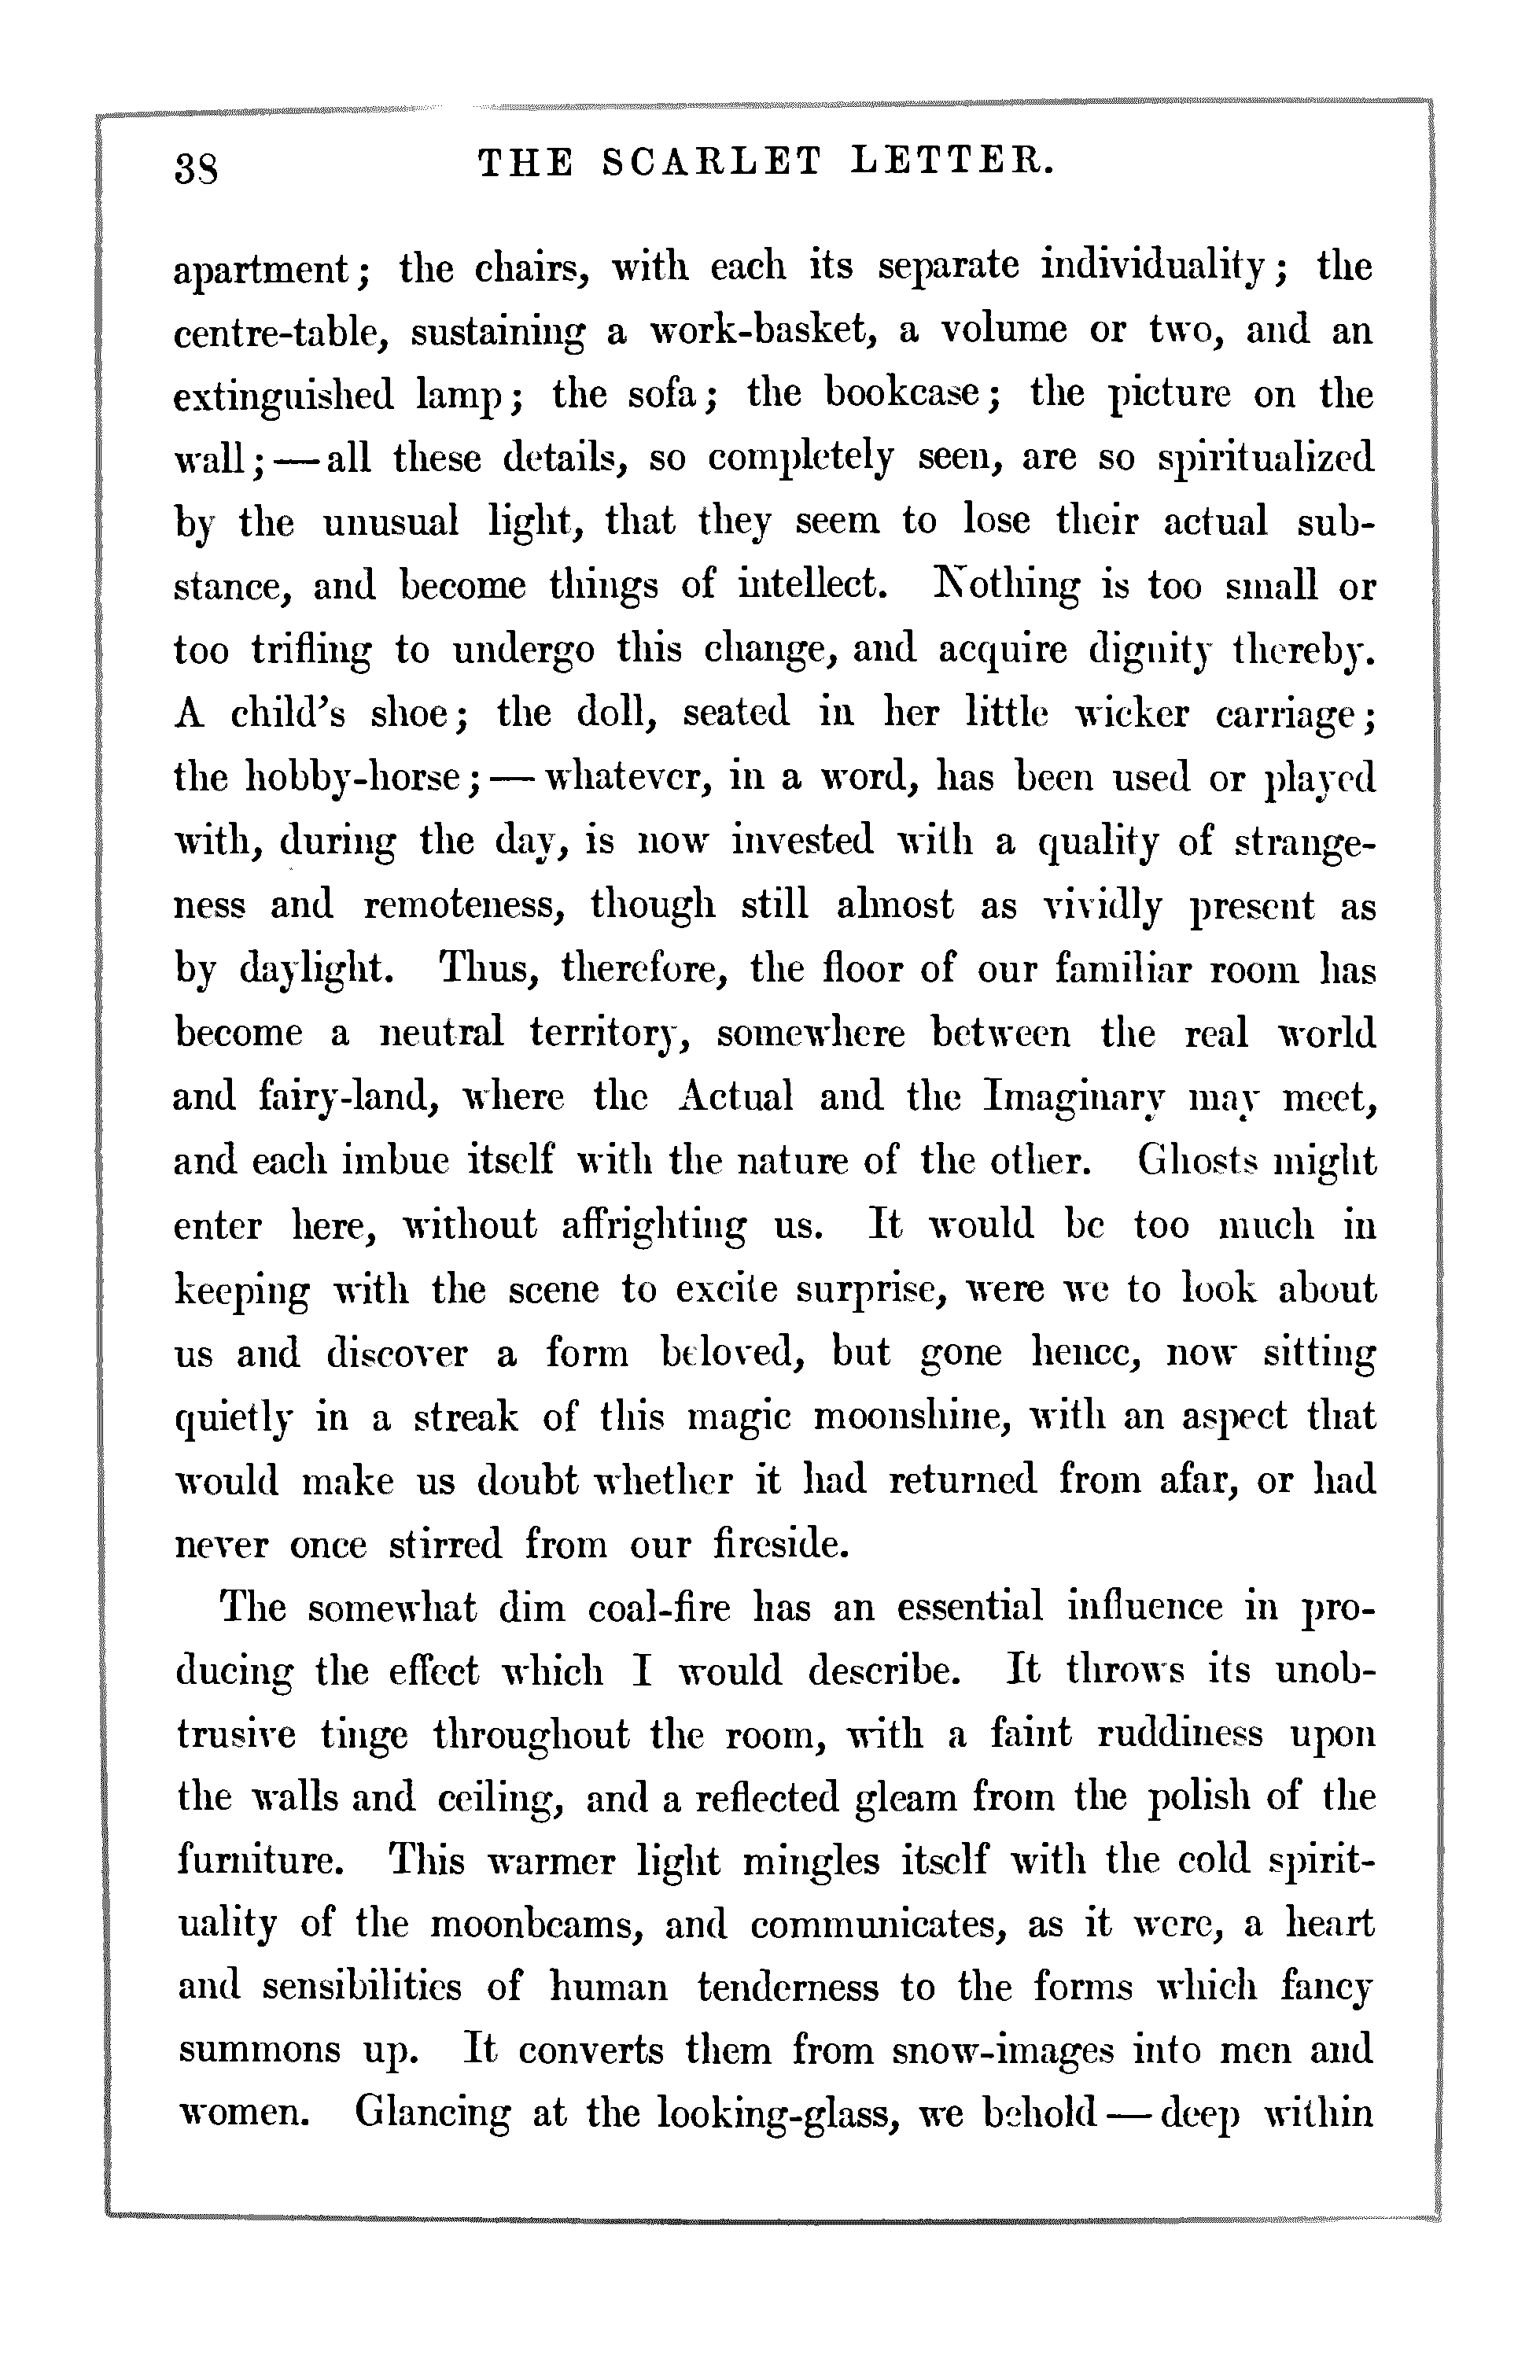 38 THE SCARLET LETTER.
apartment; the chairs, with each its separate individuality; the
centre-table, sustaining a work-basket, a volume or two, and an
extinguished lamp; the sofa; the bookcase; the picture on the
wall;—all these details, so completely seen, are so spiritualized
by the unusual light, that they seem to lose their actual sub-
stance, and become things of intellect. Nothing is too small or
too trifling to undergo this change, and acquire dignity thereby.
A child's shoe; the doll, seated in her little wicker carriage;
the hobby-horse;—whatever, in a word, has been used or played
with, during the day, is now invested with a quality of strange-
ness and remoteness, though still almost as vividly present as
by daylight. Thus, therefore, the floor of our familiar room has
become a neutral territory, somewhere between the real world
and fairy-land, where the Actual and the Imaginary may meet,
and each imbue itself with the nature of the other. Ghosts might
enter here, without affrighting us. It would be too much in
keeping with the scene to excite surprise, were we to look about
us and discover a form beloved, but gone hence, now sitting
quietly in a streak of this magic moonshine, with an aspect that
would make us doubt whether it had returned from afar, or had
never once stirred from our fireside.
The somewhat dim coal-fire has an essential influence in pro-
ducing the effect which I would describe. It throws its unob-
trusive tinge throughout the room, with a faint ruddiness upon
the walls and ceiling, and a reflected gleam from the polish of the
furniture. This warmer light mingles itself with the cold spirit-
uality of the moonbeams, and communicates, as it were, a heart
and sensibilities of human tenderness to the forms which fancy
summons up. It converts them from snow-images into men and
women. Glancing at the looking-glass, we behold—deep within